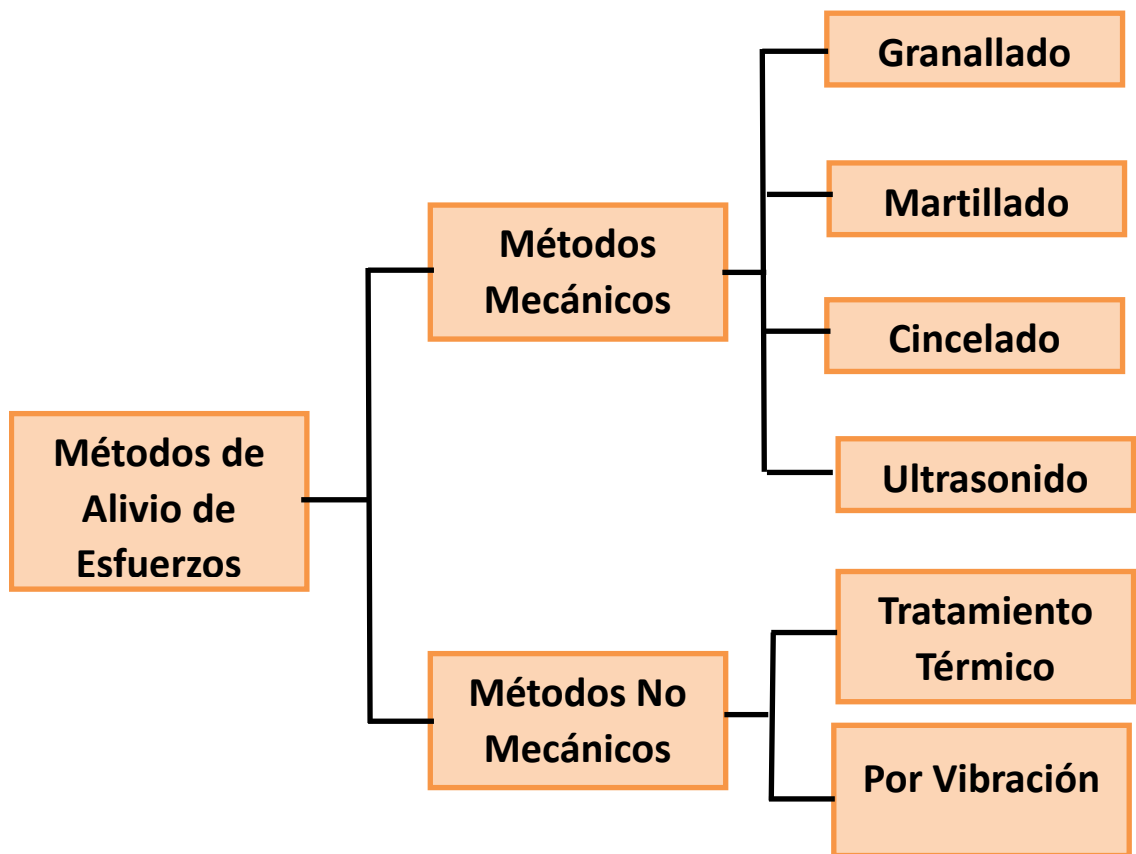 Métodos de
Alivio de
Esfuerzos
Métodos
Mecánicos
Granallado
Martillado
Cincelado
Ultrasonido
Métodos No
Mecánicos
Tratamiento
Térmico
Por Vibración